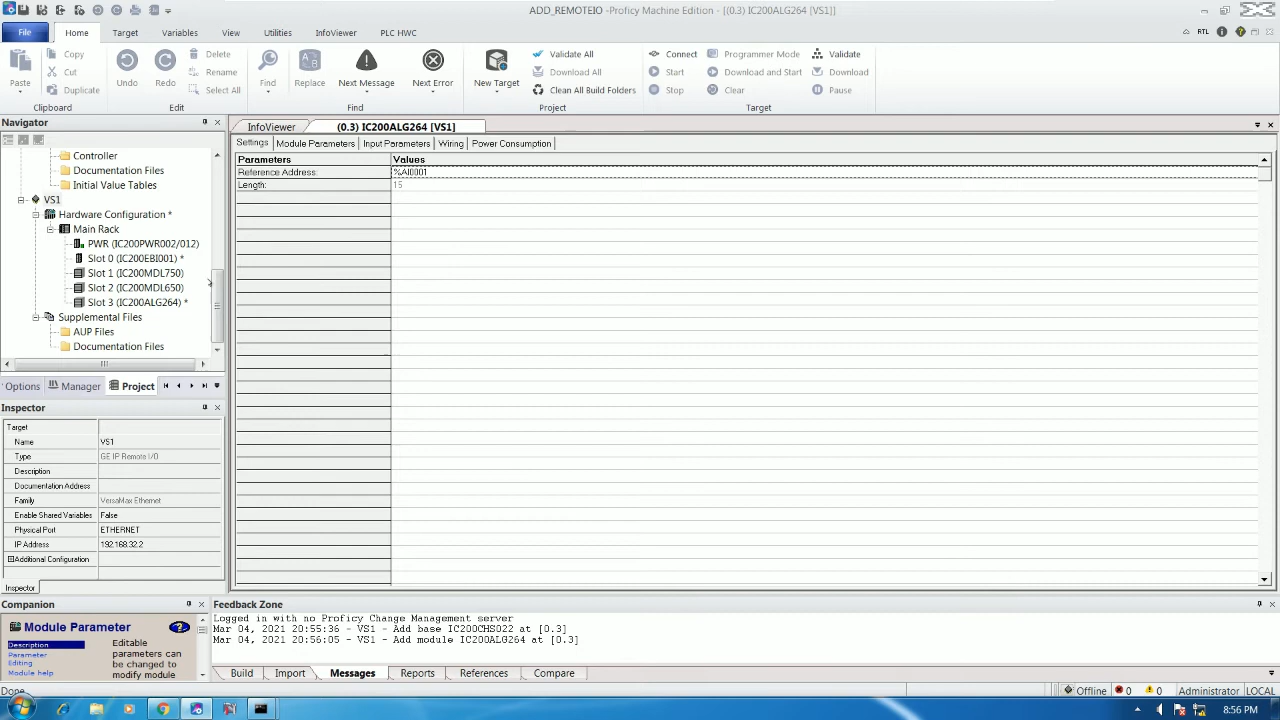 ADD_REMOTEIO -Proficy Machine Edition - [(0.3) IC200ALG264 [VS1]]
File Home Target Variables View Utilities InfoViewer PLC HWC RTL
Paste Copy Cut Duplicate Undo Redo Delete Rename Select All Find Replace Next Message Next Error New Target Validate All Download All Clean All Build Folders Connect Start Stop Programmer Mode Download and Start Clear Validate Download Pause
Clipboard Edit Find Project Target
Navigator
Controller
Documentation Files
Initial Value Tables
VS1
Hardware Configuration *
Main Rack
PWR (IC200PWR002/012)
Slot 0 (IC200EBI001) *
Slot 1 (IC200MDL750)
Slot 2 (IC200MDL650)
Slot 3 (IC200ALG264) *
Supplemental Files
AUP Files
Documentation Files
Options Manager Project
InfoViewer (0.3) IC200ALG264 [VS1]
Settings Module Parameters Input Parameters Wiring Power Consumption
Parameters Values
Reference Address: %AI0001
Length: 15
Inspector
Target
Name VS1
Type GE IP Remote I/O
Description
Documentation Address
Family VersaMax Ethernet
Enable Shared Variables False
Physical Port ETHERNET
IP Address 192.168.32.2
Additional Configuration
Inspector
Companion
Module Parameter
Description
Parameter
Editing
Module help
Editable
parameters can
be changed to
modify module
Feedback Zone
Logged in with no Proficy Change Management server
Mar 04, 2021 20:55:36 - VS1 - Add base IC200CHS022 at [0.3]
Mar 04, 2021 20:56:05 - VS1 - Add module IC200ALG264 at [0.3]
Build Import Messages Reports References Compare
Done Offline 0 0 Administrator LOCAL
8:56 PM